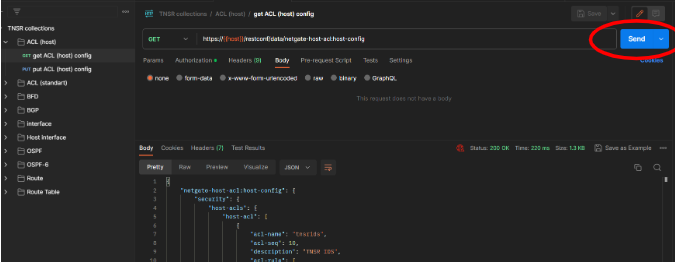 TNSR collections / ACL (host) / get ACL (host) config
Save
TNSR collections
ACL (host)
GET get ACL (host) config
PUT put ACL (host) config
ACL (standart)
BFD
BGP
interface
Host Interface
OSPF
OSPF-6
Route
Route Table
GET https://{{host}}/restconf/data/netgate-host-acl:host-config
Send
Params Authorization Headers (9) Body Pre-request Script Tests Settings
Cookies
none form-data x-www-form-urlencoded raw binary GraphQL
This request does not have a body
Body Cookies Headers (7) Test Results
Status: 200 OK Time: 220 ms Size: 1.3 KB Save as Example
Pretty Raw Preview Visualize JSON
1 {
2 "netgate-host-acl:host-config": {
3 "security": {
4 "host-acls": {
5 "host-acl": [
6 {
7 "acl-name": "tnsrids",
8 "acl-seq": 10,
9 "description": "TNSR IDS",
10 "acl-rule": [